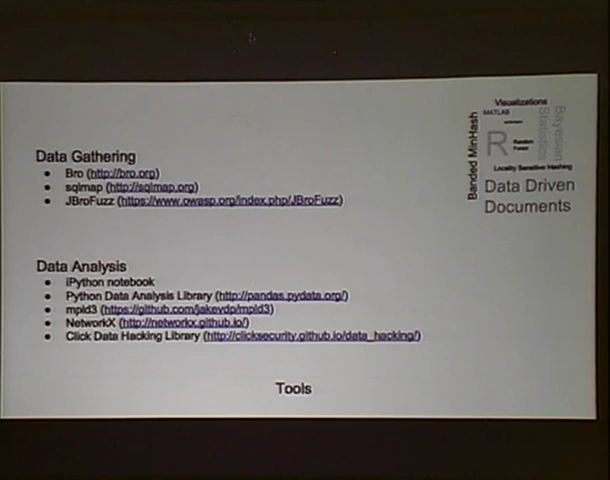 Visualizations
MATLAB
R
Random
Forest
Bayesian
Statistics
Banded MinHash
Locality Sensitive Hashing
Data Driven
Documents
Data Gathering
● Bro (http://bro.org)
● sqlmap (http://sqlmap.org)
● JBroFuzz (https://www.owasp.org/index.php/JBroFuzz)
Data Analysis
● iPython notebook
● Python Data Analysis Library (http://pandas.pydata.org/)
● mpld3 (https://github.com/jakevdp/mpld3)
● NetworkX (http://networkx.github.io/)
● Click Data Hacking Library (http://clicksecurity.github.io/data_hacking/)
Tools